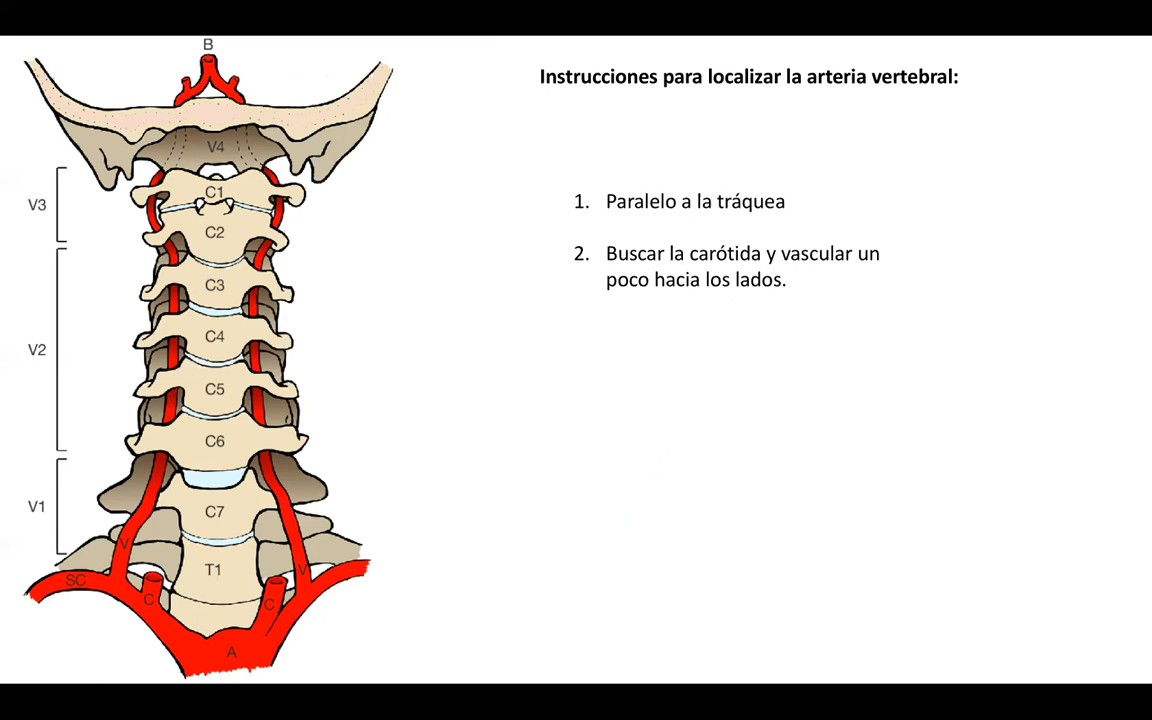 B
Instrucciones para localizar la arteria vertebral:
V4
C1
V3
1. Paralelo a la tráquea
C2
2. Buscar la carótida y vascular un
poco hacia los lados.
C3
C4
V2
C5
C6
V1
C7
V
V
T1
SC
C
C
A